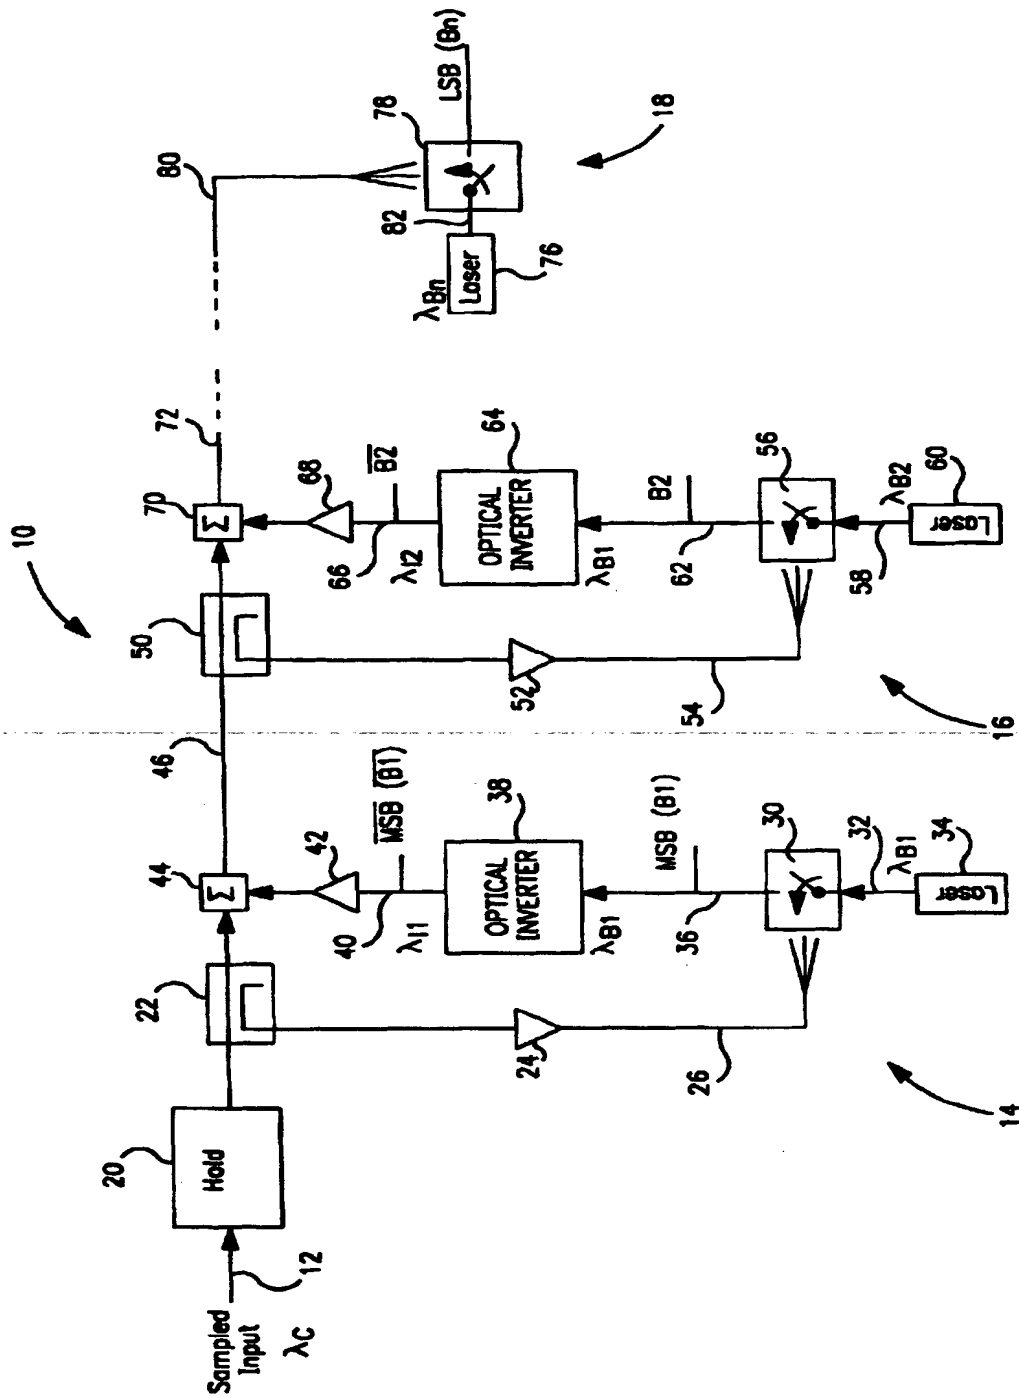 10
Sampled
Input
λC
12
20
Hold
22
24
26
14
44
Σ
42
40
MSB (B1)
λI1
38
OPTICAL
INVERTER
λB1
MSB (B1)
36
30
32
λB1
34
Laser
46
50
52
54
16
70
Σ
72
68
66
B2
λI2
64
OPTICAL
INVERTER
λB1
B2
62
56
58
λB2
60
Laser
80
78
LSB (Bn)
82
λBn
Laser
76
18